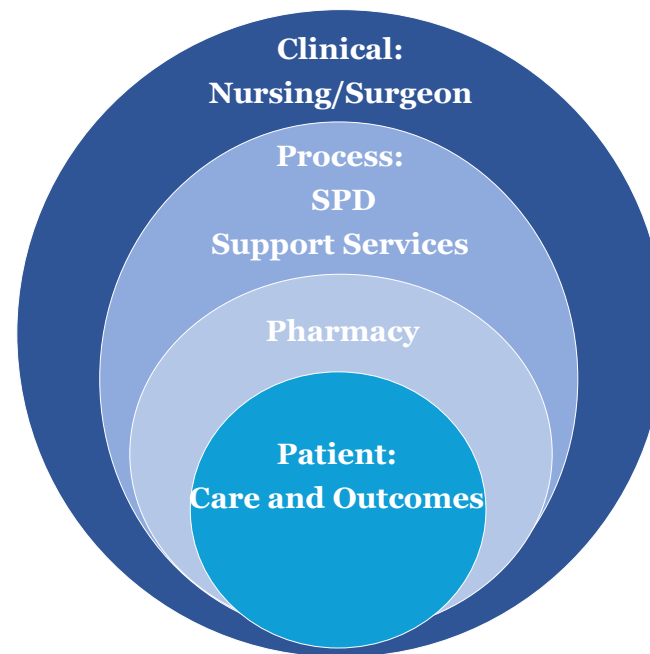 Clinical:
Nursing/Surgeon
Process:
SPD
Support Services
Pharmacy
Patient:
Care and Outcomes